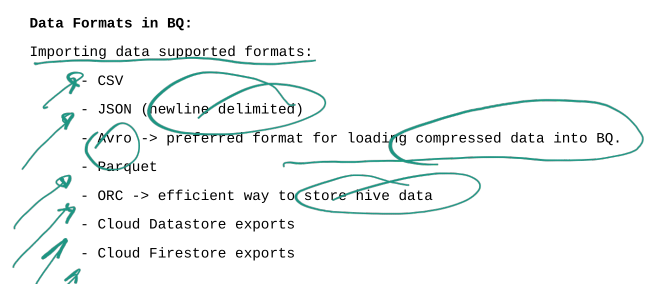 Data Formats in BQ:
Importing data supported formats:
- CSV
- JSON (newline delimited)
- Avro -> preferred format for loading compressed data into BQ.
- Parquet
- ORC -> efficient way to store hive data
- Cloud Datastore exports
- Cloud Firestore exports